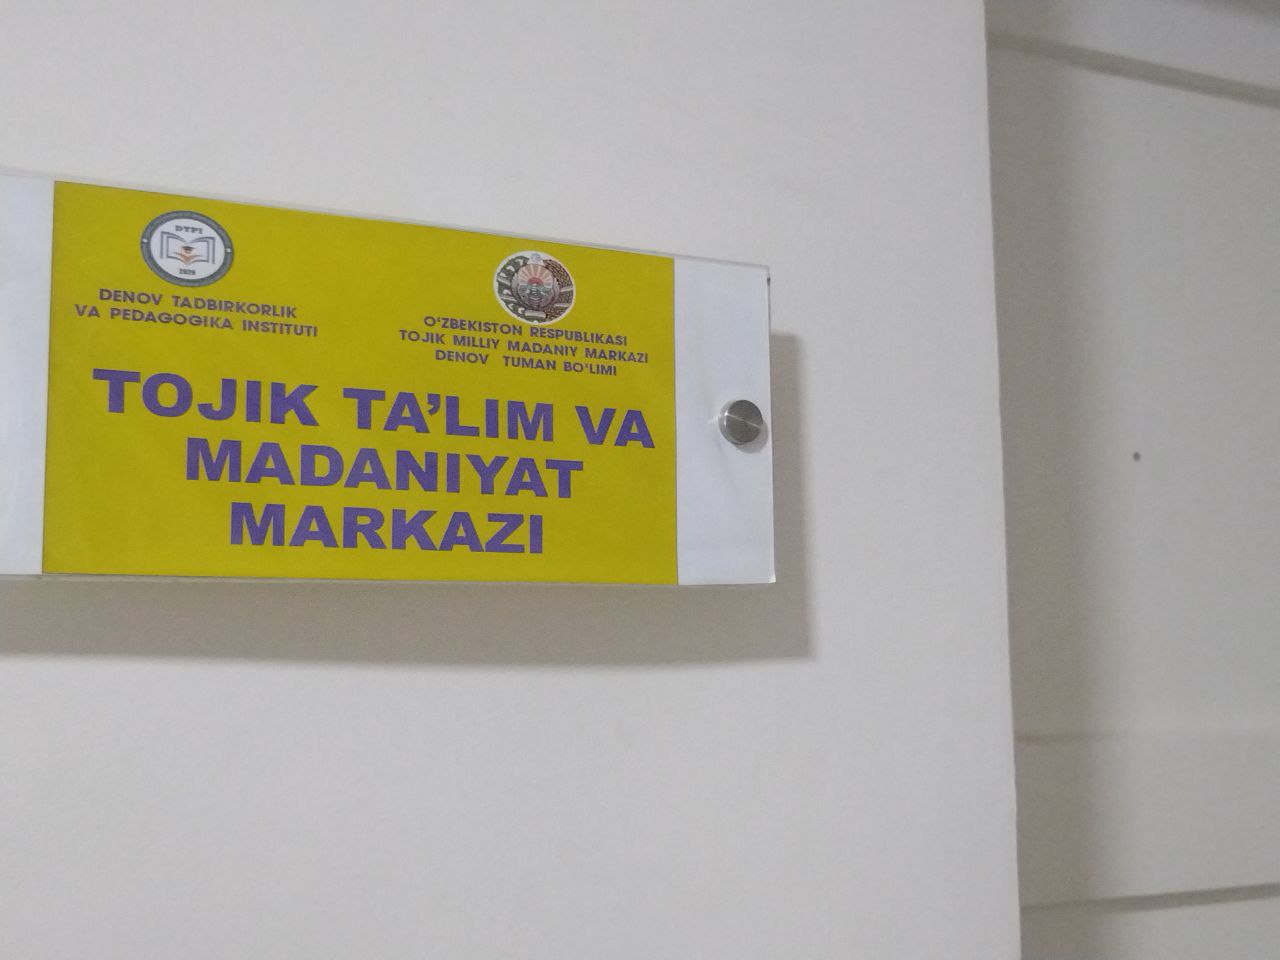 DTPI
2020
DENOV TADBIRKORLIK
VA PEDAGOGIKA INSTITUTI
O‘ZBEKISTON RESPUBLIKASI
TOJIK MILLIY MADANIY MARKAZI
DENOV TUMAN BO‘LIMI
TOJIK TA’LIM VA
MADANIYAT
MARKAZI